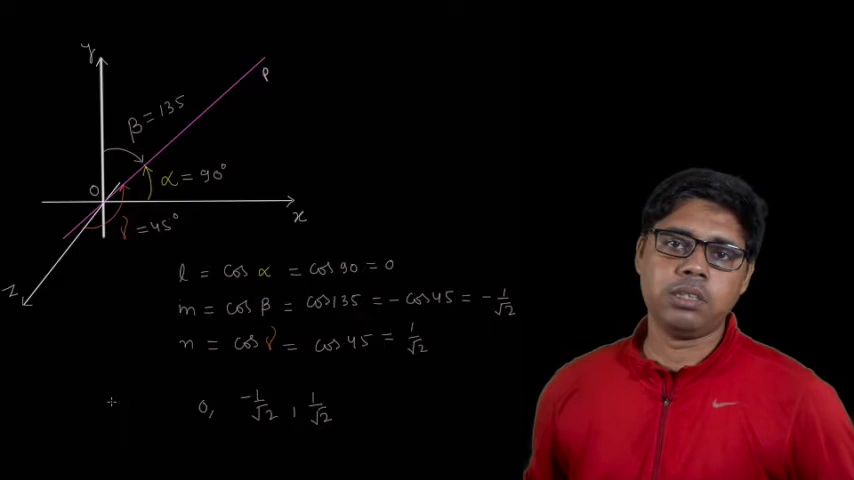 y
P
β = 135
O
α = 90°
x
γ = 45°
z
l = cos α = cos 90 = 0
m = cos β = cos 135 = - cos 45 = - 1/√2
n = cos γ = cos 45 = 1/√2
0, -1/√2, 1/√2